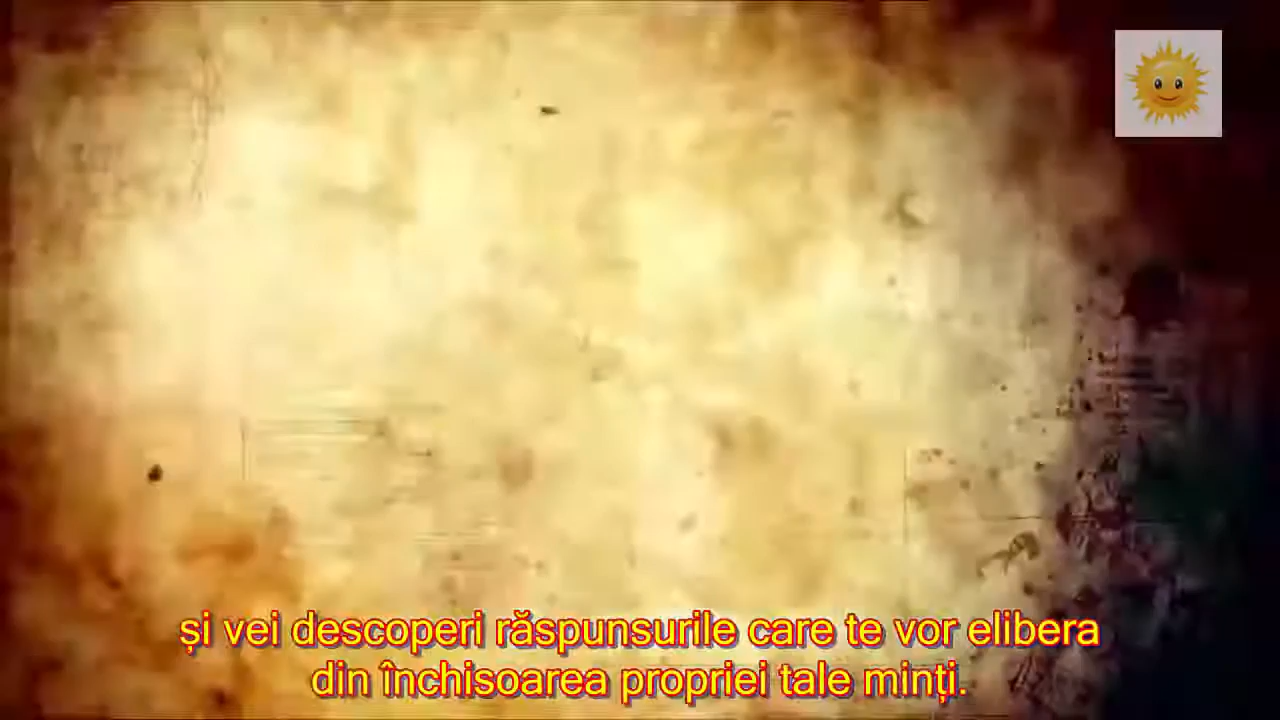 și vei descoperi răspunsurile care te vor elibera
din închisoarea propriei tale minți.